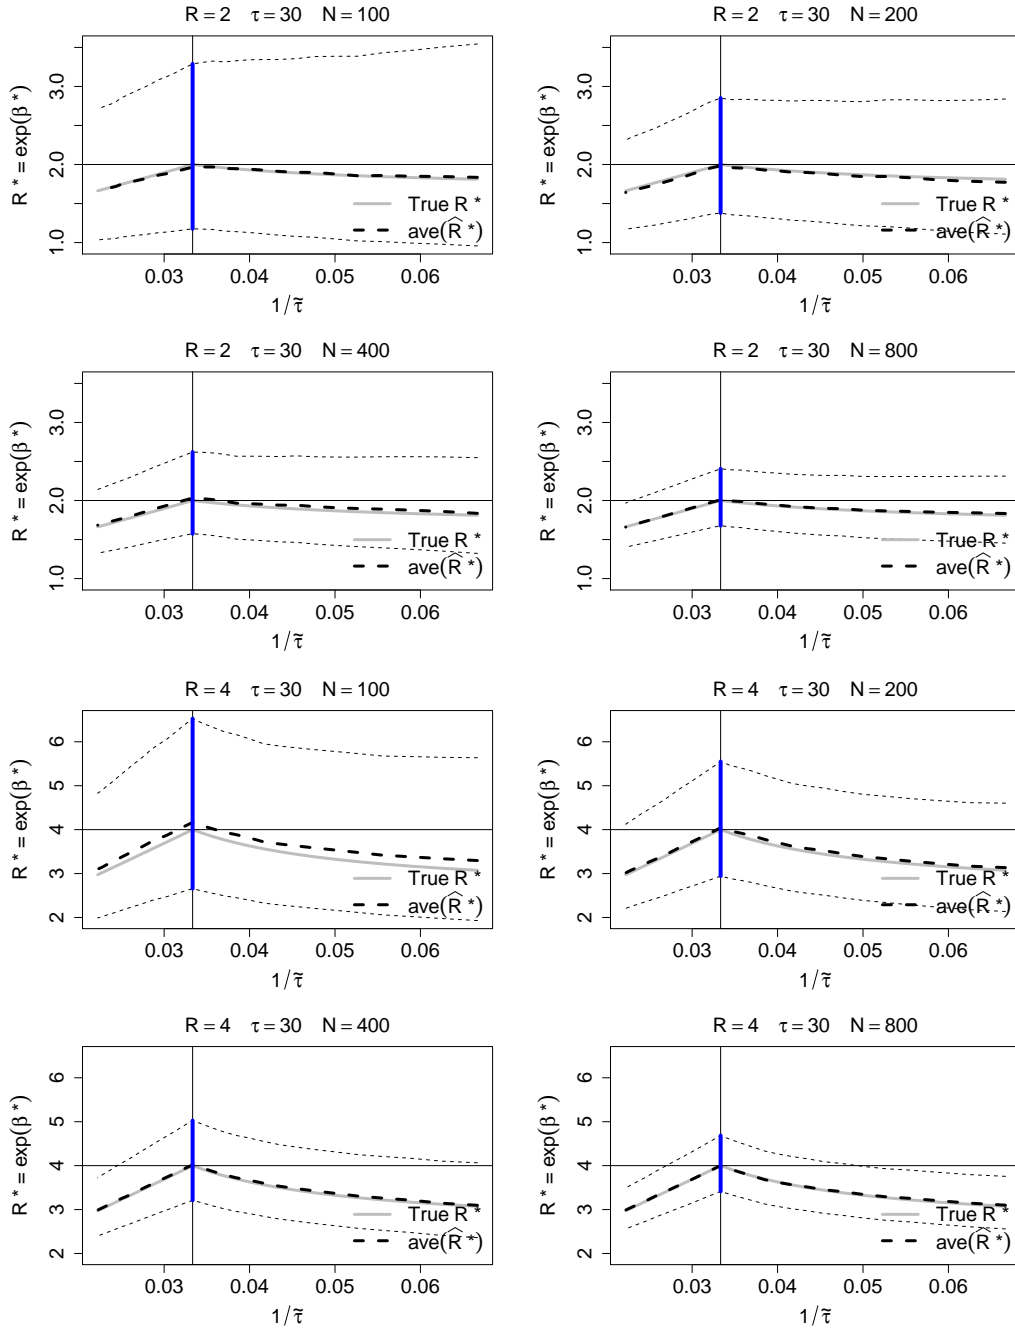 R = 2 τ = 30 N = 100
R * = exp(β *)
1.0 2.0 3.0
True R *
ave(R̂ *)
0.03 0.04 0.05 0.06
1/τ̃
R = 2 τ = 30 N = 200
R * = exp(β *)
1.0 2.0 3.0
True R *
ave(R̂ *)
0.03 0.04 0.05 0.06
1/τ̃
R = 2 τ = 30 N = 400
R * = exp(β *)
1.0 2.0 3.0
True R *
ave(R̂ *)
0.03 0.04 0.05 0.06
1/τ̃
R = 2 τ = 30 N = 800
R * = exp(β *)
1.0 2.0 3.0
True R *
ave(R̂ *)
0.03 0.04 0.05 0.06
1/τ̃
R = 4 τ = 30 N = 100
R * = exp(β *)
2 3 4 5 6
True R *
ave(R̂ *)
0.03 0.04 0.05 0.06
1/τ̃
R = 4 τ = 30 N = 200
R * = exp(β *)
2 3 4 5 6
True R *
ave(R̂ *)
0.03 0.04 0.05 0.06
1/τ̃
R = 4 τ = 30 N = 400
R * = exp(β *)
2 3 4 5 6
True R *
ave(R̂ *)
0.03 0.04 0.05 0.06
1/τ̃
R = 4 τ = 30 N = 800
R * = exp(β *)
2 3 4 5 6
True R *
ave(R̂ *)
0.03 0.04 0.05 0.06
1/τ̃